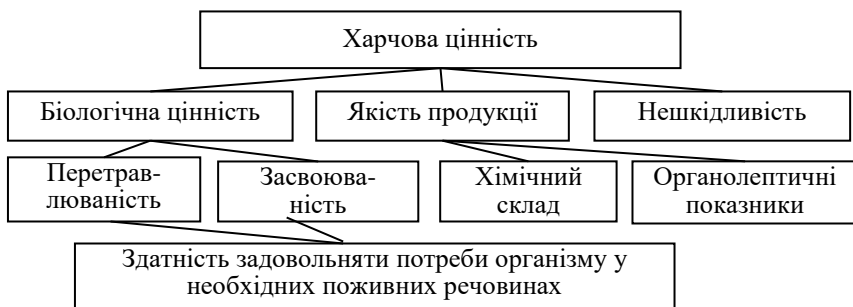 Харчова цінність
Біологічна цінність
Якість продукції
Нешкідливість
Перетрав-
люваність
Засвоюва-
ність
Хімічний
склад
Органолептичні
показники
Здатність задовольняти потреби організму у
необхідних поживних речовинах